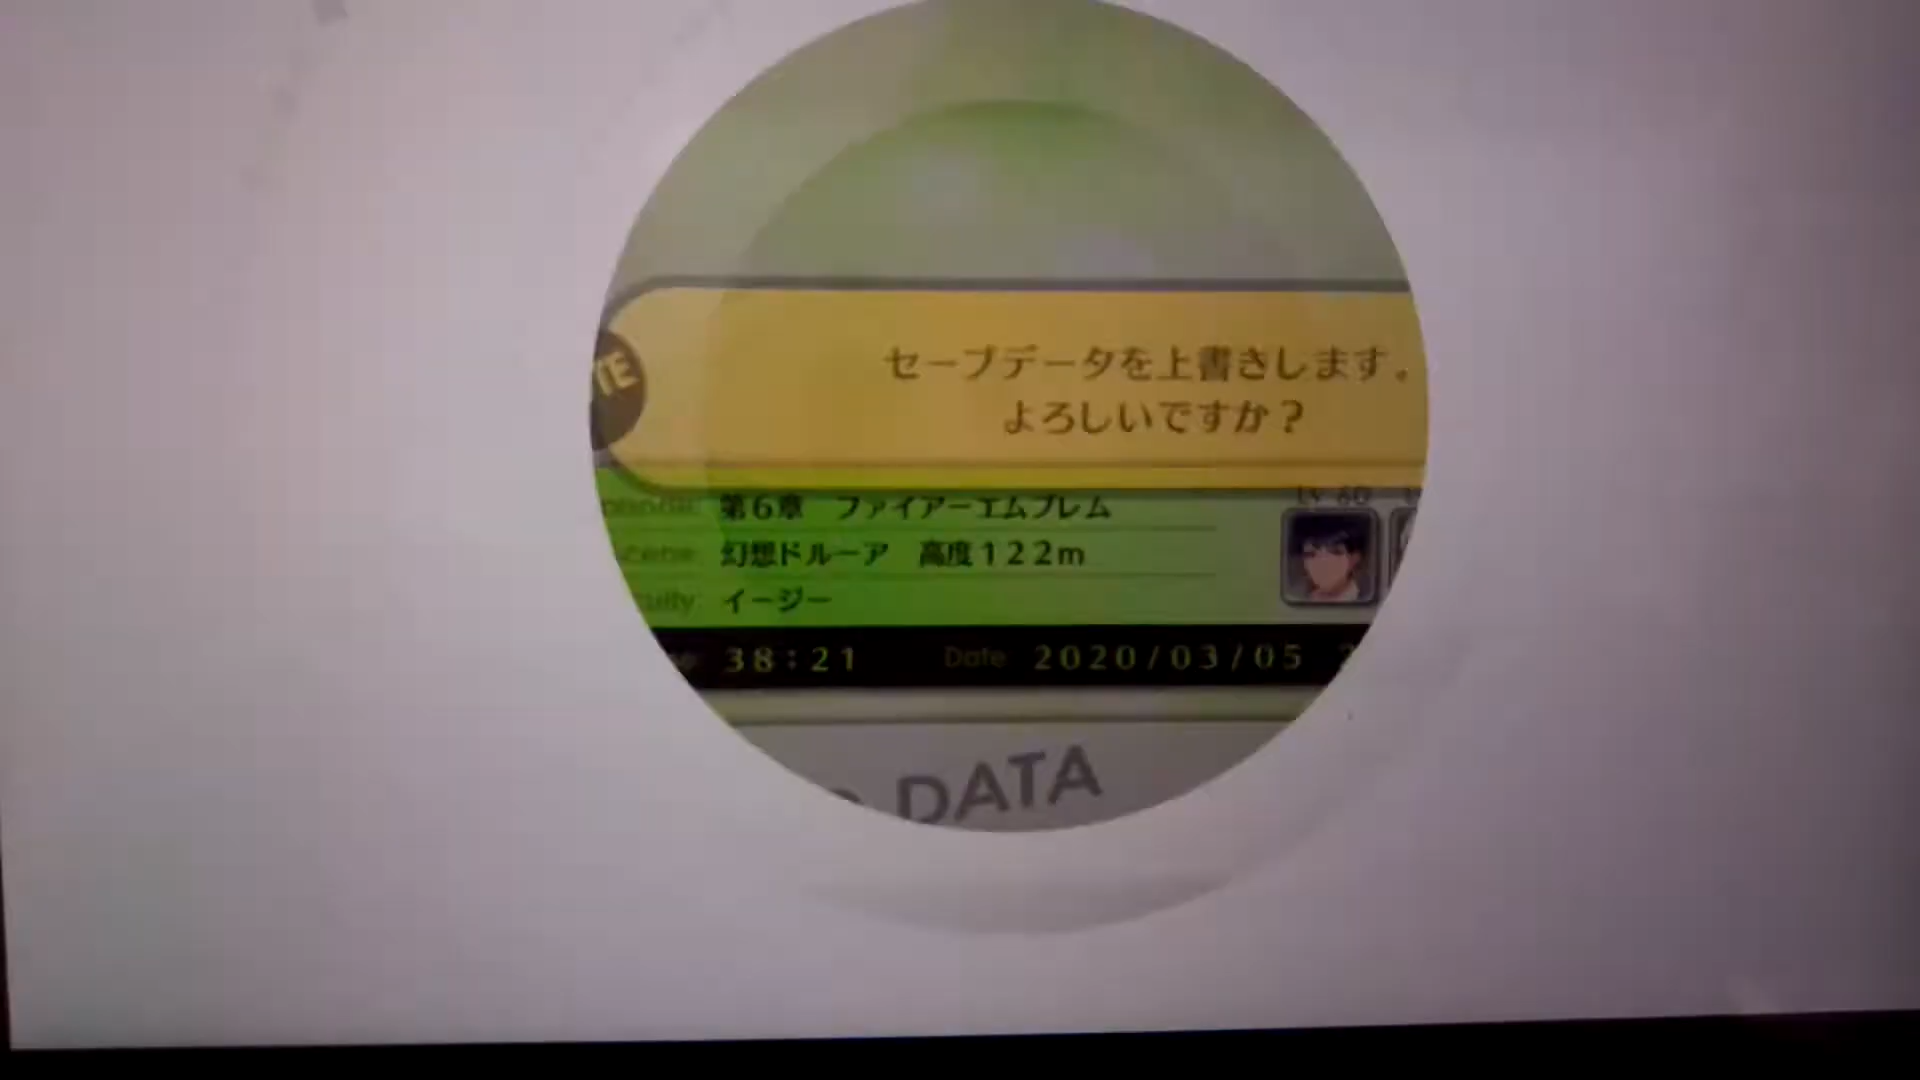 セーブデータを上書きします。
よろしいですか？
第6章 ファイアーエムブレム
幻想ドルーア 高度122m
イージー
38:21 Date 2020/03/05
DATA